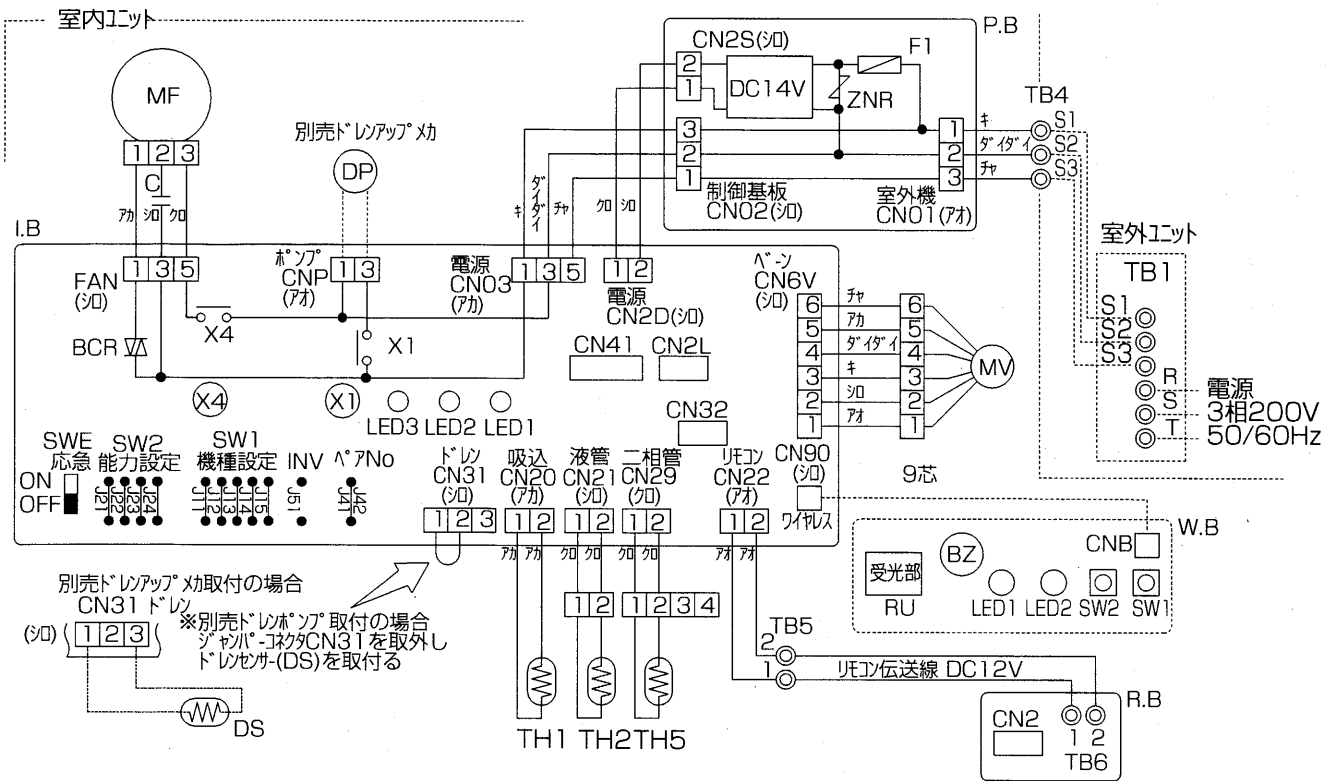 室内ユニット
MF
1 2 3
C
アカ シロ クロ
別売ドレンアップメカ
DP
キ ダイダイ チャ
クロ シロ
P.B
CN2S(シロ)
2
1
DC14V
F1
ZNR
3
2
1
制御基板
CN02(シロ)
1
2
3
室外機
CN01(アオ)
キ
ダイダイ
チャ
TB4
S1
S2
S3
室外ユニット
TB1
S1
S2
S3
R
S
T
電源
3相200V
50/60Hz
I.B
FAN
(シロ)
1 3 5
ポンプ
CNP
(アオ)
1 3
電源
CN03
(アカ)
1 3 5
1 2
電源
CN2D(シロ)
ベーン
CN6V
(シロ)
X4
BCR
X1
CN41
CN2L
6
5
4
3
2
1
チャ
アカ
ダイダイ
キ
シロ
アオ
6
5
4
3
2
1
MV
X4
X1
LED3 LED2 LED1
CN32
SWE
応急
ON
OFF
SW2
能力設定
J21
J22
J23
J24
SW1
機種設定
J11
J12
J13
J14
J15
INV
J51
ペアNo
J41
J42
ドレン
CN31
(シロ)
1 2 3
吸込
CN20
(アカ)
1 2
液管
CN21
(シロ)
1 2
二相管
CN29
(クロ)
1 2
リモコン
CN22
(アオ)
1 2
CN90
(シロ)
ワイヤレス
9芯
アカ アカ
クロ クロ
クロ クロ
アオ アオ
W.B
受光部
RU
BZ
LED1 LED2 SW2 SW1
CNB
別売ドレンアップメカ取付の場合
CN31 ドレン
(シロ)
1 2 3
DS
※別売ドレンポンプ取付の場合
ジャンパーコネクタCN31を取外し
ドレンセンサー(DS)を取付る
1 2
1 2 3 4
TH1 TH2 TH5
TB5
2
1
リモコン伝送線 DC12V
R.B
CN2
1 2
TB6